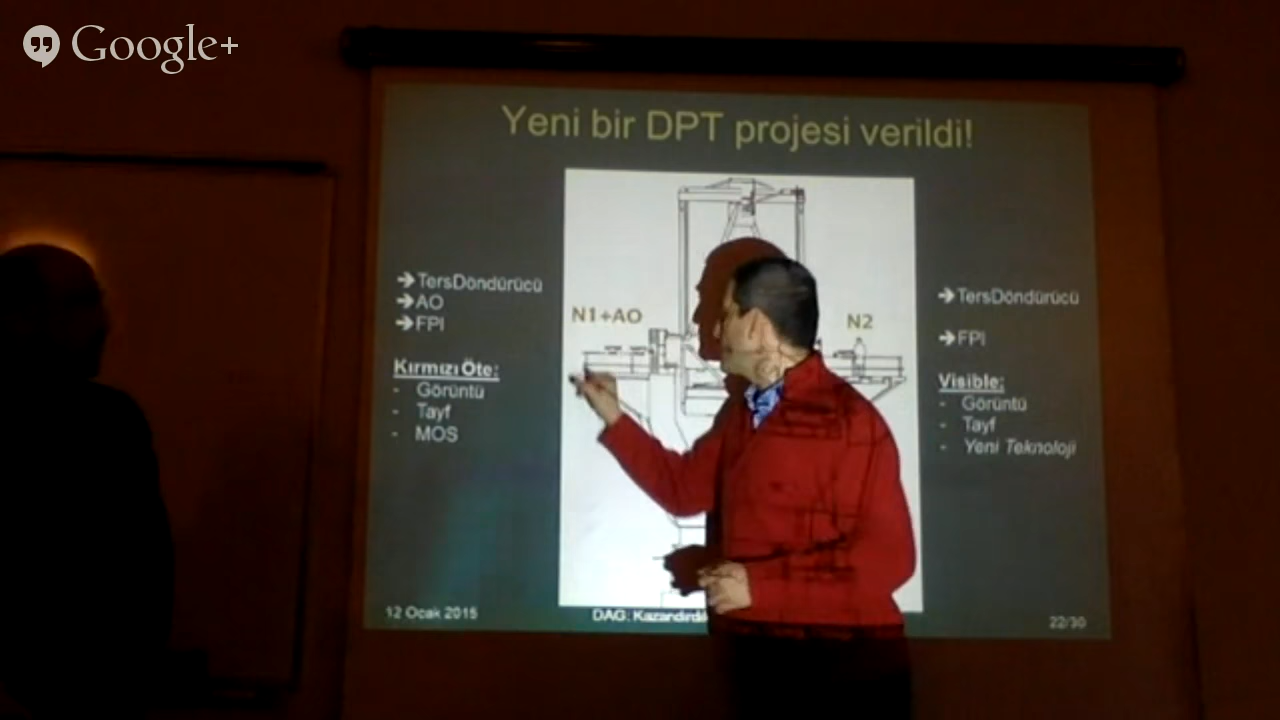 Google+
Yeni bir DPT projesi verildi!
➔TersDöndürücü
➔AO
➔FPI
Kırmızı Öte:
- Görüntü
- Tayf
- MOS
N1+AO
N2
➔TersDöndürücü
➔FPI
Visible:
- Görüntü
- Tayf
- Yeni Teknoloji
12 Ocak 2015
DAG:
22/30